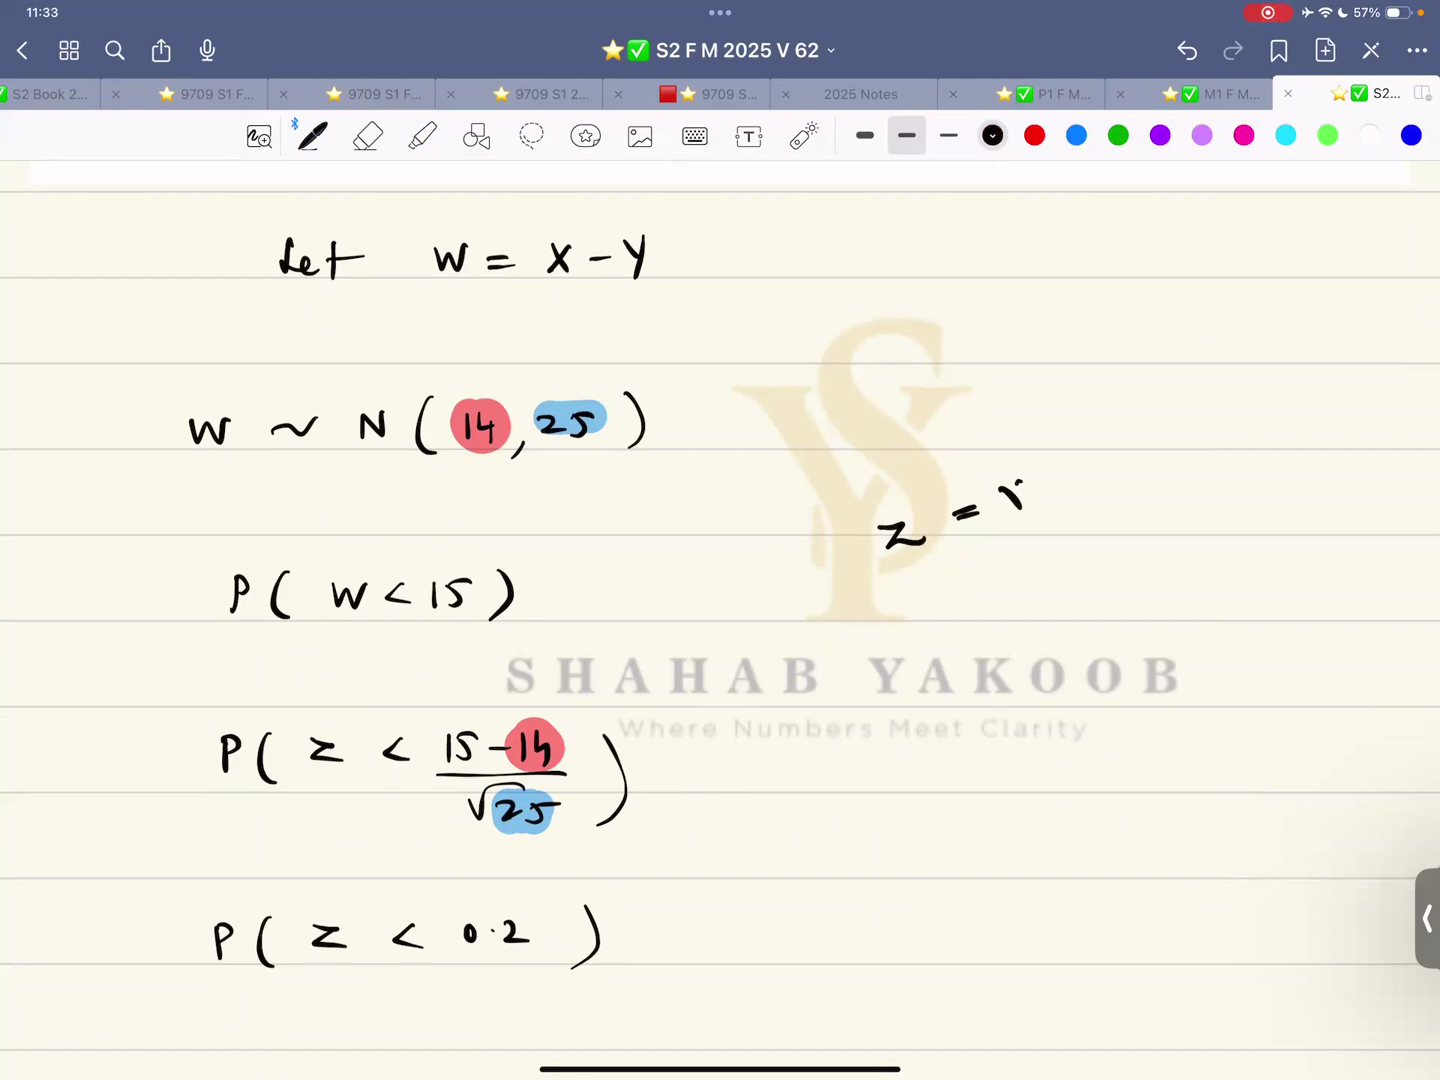 11:33
57%
⭐✅ S2 F M 2025 V 62
S2 Book 2...
⭐ 9709 S1 F...
⭐ 9709 S1 F...
⭐ 9709 S1 2...
🟥⭐ 9709 S...
2025 Notes
⭐✅ P1 F M...
⭐✅ M1 F M...
⭐✅ S2...
Let W = X - Y
W ~ N ( 14 , 25 )
Z =
P ( W < 15 )
SHAHAB YAKOOB
Where Numbers Meet Clarity
P ( Z < 15 - 14 / √25 )
P ( Z < 0.2 )